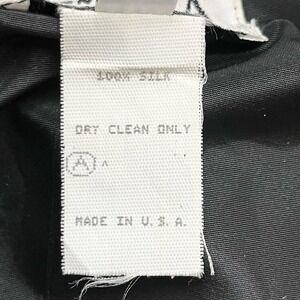 100% SILK
DRY CLEAN ONLY
A ^
MADE IN U.S.A.